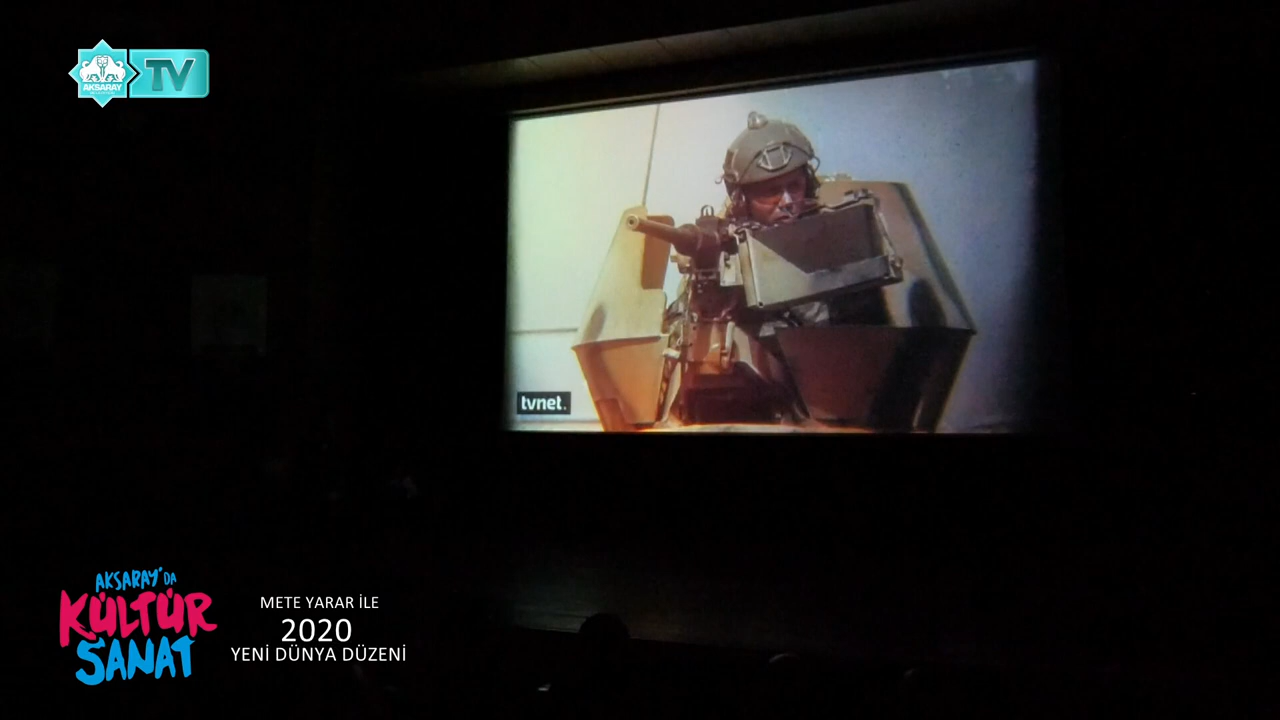 AKSARAY
TV
tvnet.
AKSARAY'DA
KÜLTÜR
SANAT
METE YARAR İLE
2020
YENİ DÜNYA DÜZENİ